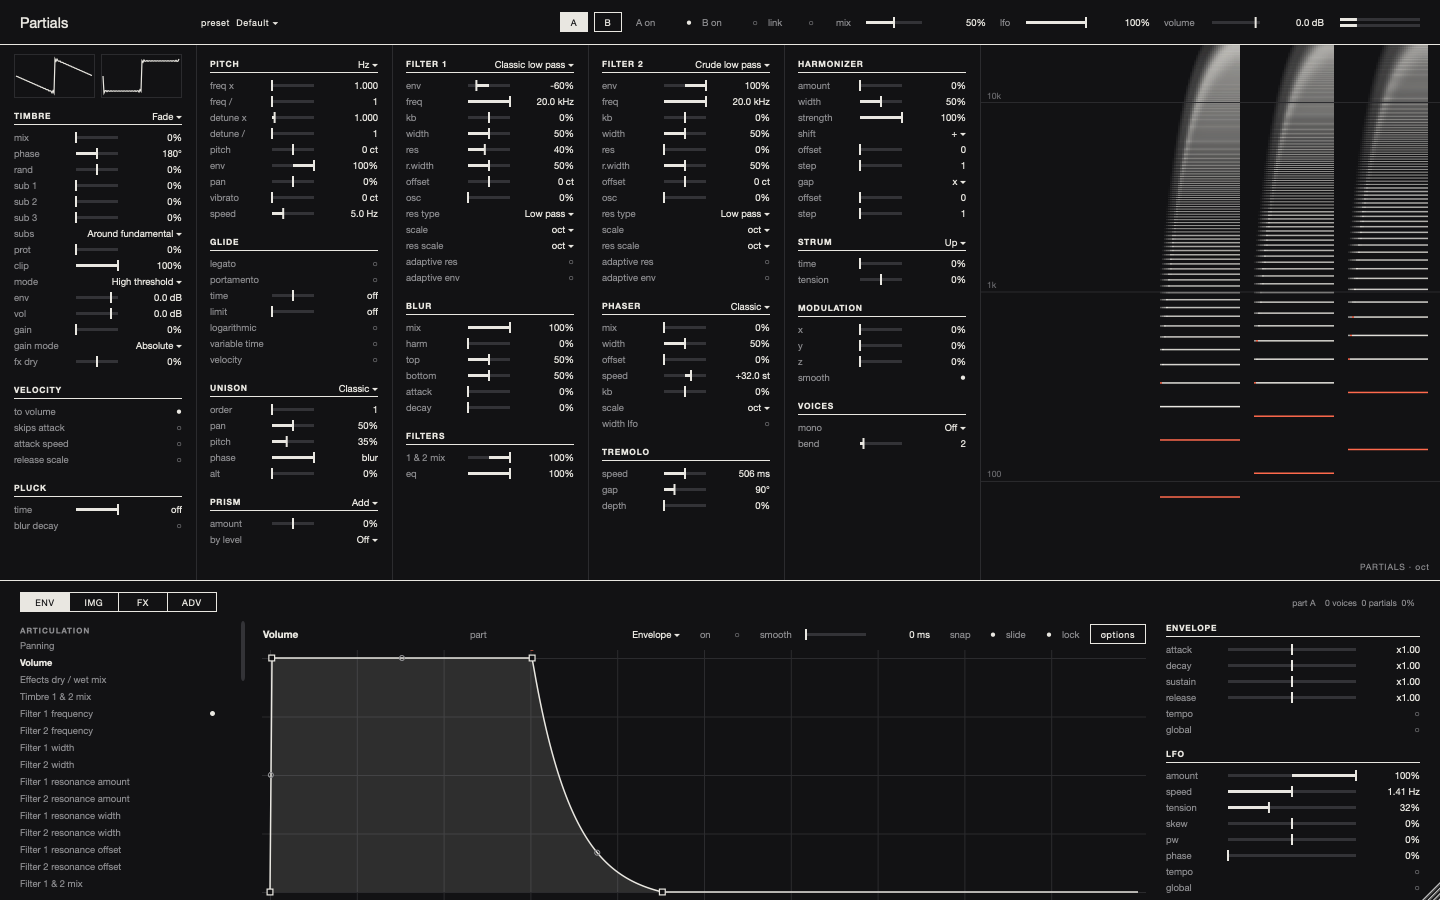 Partials
preset Default
A B A on B on link mix 50% lfo 100% volume 0.0 dB
TIMBRE Fade
mix 0%
phase 180°
rand 0%
sub 1 0%
sub 2 0%
sub 3 0%
subs Around fundamental
prot 0%
clip 100%
mode High threshold
env 0.0 dB
vol 0.0 dB
gain 0%
gain mode Absolute
fx dry 0%
VELOCITY
to volume
skips attack
attack speed
release scale
PLUCK
time off
blur decay
PITCH Hz
freq x 1.000
freq / 1
detune x 1.000
detune / 1
pitch 0 ct
env 100%
pan 0%
vibrato 0 ct
speed 5.0 Hz
GLIDE
legato
portamento
time off
limit off
logarithmic
variable time
velocity
UNISON Classic
order 1
pan 50%
pitch 35%
phase blur
alt 0%
PRISM Add
amount 0%
by level Off
FILTER 1 Classic low pass
env -60%
freq 20.0 kHz
kb 0%
width 50%
res 40%
r.width 50%
offset 0 ct
osc 0%
res type Low pass
scale oct
res scale oct
adaptive res
adaptive env
BLUR
mix 100%
harm 0%
top 50%
bottom 50%
attack 0%
decay 0%
FILTERS
1 & 2 mix 100%
eq 100%
FILTER 2 Crude low pass
env 100%
freq 20.0 kHz
kb 0%
width 50%
res 0%
r.width 50%
offset 0 ct
osc 0%
res type Low pass
scale oct
res scale oct
adaptive res
adaptive env
PHASER Classic
mix 0%
width 50%
offset 0%
speed +32.0 st
kb 0%
scale oct
width lfo
TREMOLO
speed 506 ms
gap 90°
depth 0%
HARMONIZER
amount 0%
width 50%
strength 100%
shift +
offset 0
step 1
gap x
offset 0
step 1
STRUM Up
time 0%
tension 0%
MODULATION
x 0%
y 0%
z 0%
smooth
VOICES
mono Off
bend 2
10k
1k
100
PARTIALS · oct
ENV IMG FX ADV
part A 0 voices 0 partials 0%
ARTICULATION
Panning
Volume
Effects dry / wet mix
Timbre 1 & 2 mix
Filter 1 frequency
Filter 2 frequency
Filter 1 width
Filter 2 width
Filter 1 resonance amount
Filter 2 resonance amount
Filter 1 resonance width
Filter 2 resonance width
Filter 1 resonance offset
Filter 2 resonance offset
Filter 1 & 2 mix
Volume part Envelope on smooth 0 ms snap slide lock options
ENVELOPE
attack x1.00
decay x1.00
sustain x1.00
release x1.00
tempo
global
LFO
amount 100%
speed 1.41 Hz
tension 32%
skew 0%
pw 0%
phase 0%
tempo
global